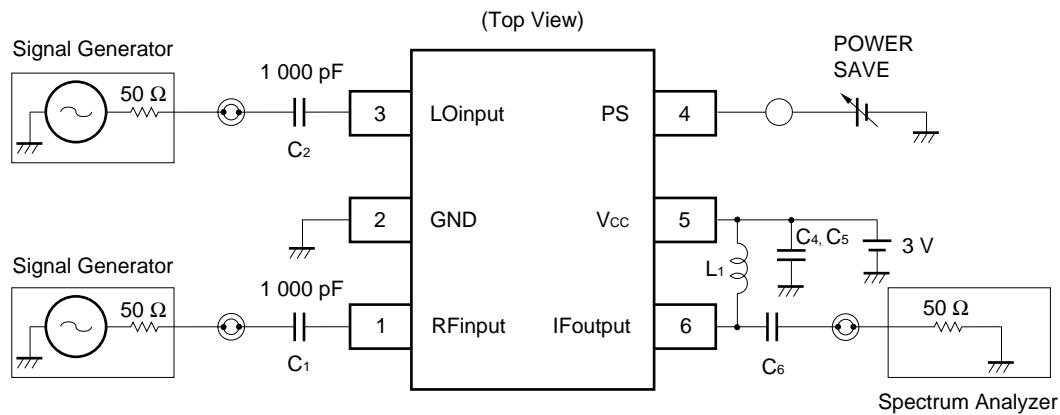 (Top View)
Signal Generator
50 Ω
1 000 pF
C2
3
LOinput
PS
4
POWER
SAVE
2
GND
VCC
5
C4, C5
3 V
L1
Signal Generator
50 Ω
1 000 pF
C1
1
RFinput
IFoutput
6
C6
50 Ω
Spectrum Analyzer